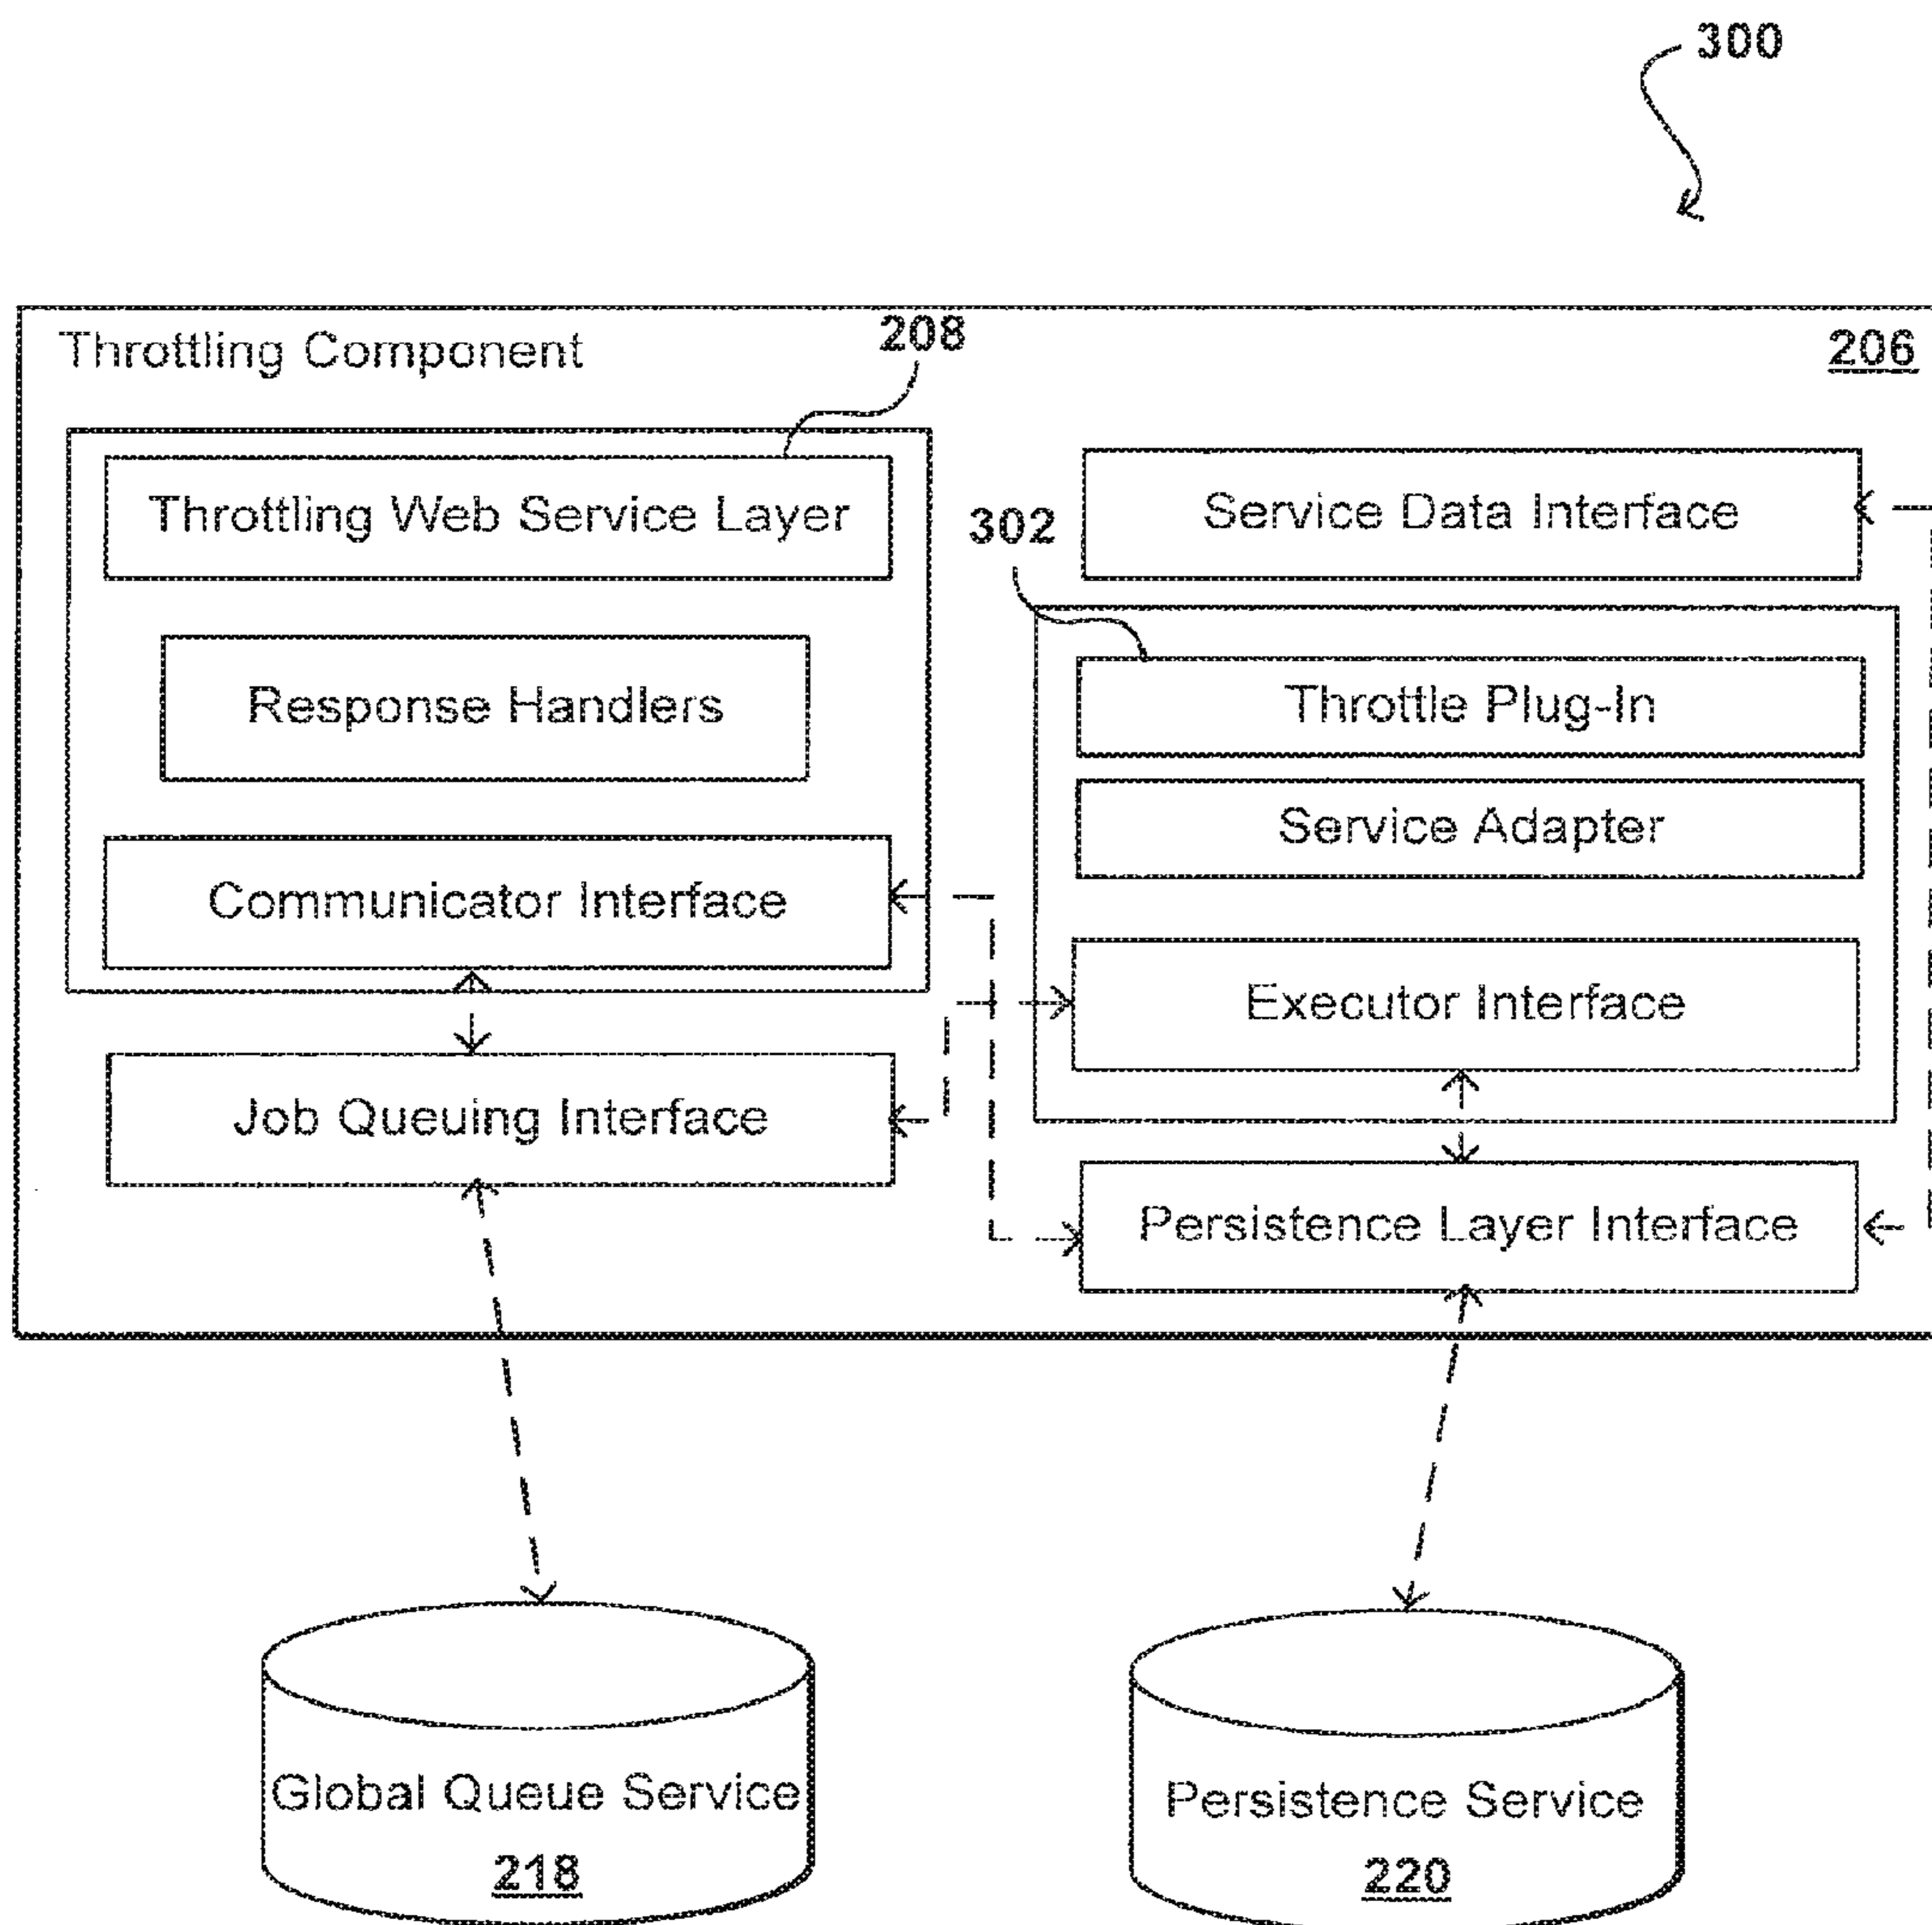 300
Throttling Component
208
206
Throttling Web Service Layer
Service Data Interface
302
Response Handlers
Throttle Plug-In
Service Adapter
Communicator Interface
Executor Interface
Job Queuing Interface
Persistence Layer Interface
Global Queue Service
218
Persistence Service
220